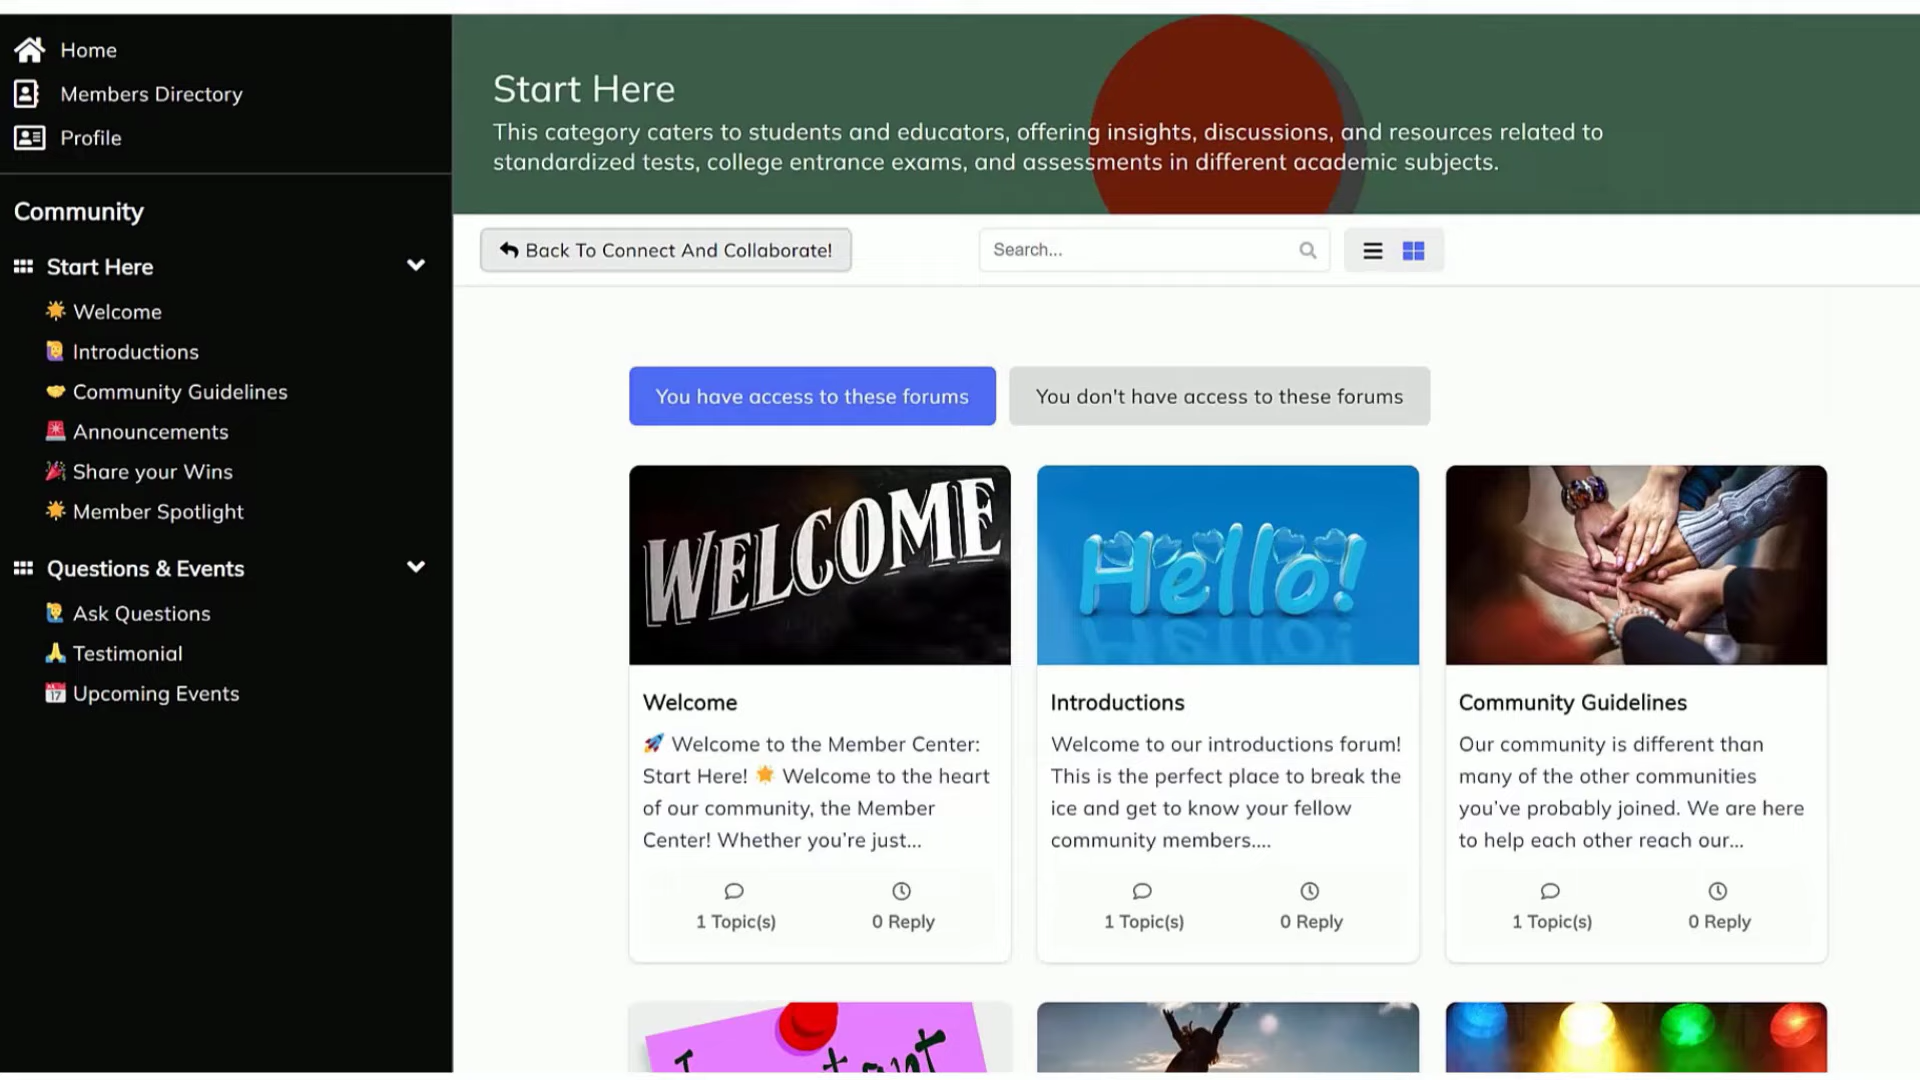 Home
Members Directory
Profile
Community
Start Here
Welcome
Introductions
Community Guidelines
Announcements
Share your Wins
Member Spotlight
Questions & Events
Ask Questions
Testimonial
17 Upcoming Events
Start Here
This category caters to students and educators, offering insights, discussions, and resources related to
standardized tests, college entrance exams, and assessments in different academic subjects.
Back To Connect And Collaborate!
Search...
You have access to these forums
You don't have access to these forums
WELCOME
Welcome
🚀 Welcome to the Member Center:
Start Here! 🌟 Welcome to the heart
of our community, the Member
Center! Whether you’re just...
1 Topic(s)
0 Reply
Hello!
Introductions
Welcome to our introductions forum!
This is the perfect place to break the
ice and get to know your fellow
community members....
1 Topic(s)
0 Reply
Community Guidelines
Our community is different than
many of the other communities
you’ve probably joined. We are here
to help each other reach our...
1 Topic(s)
0 Reply